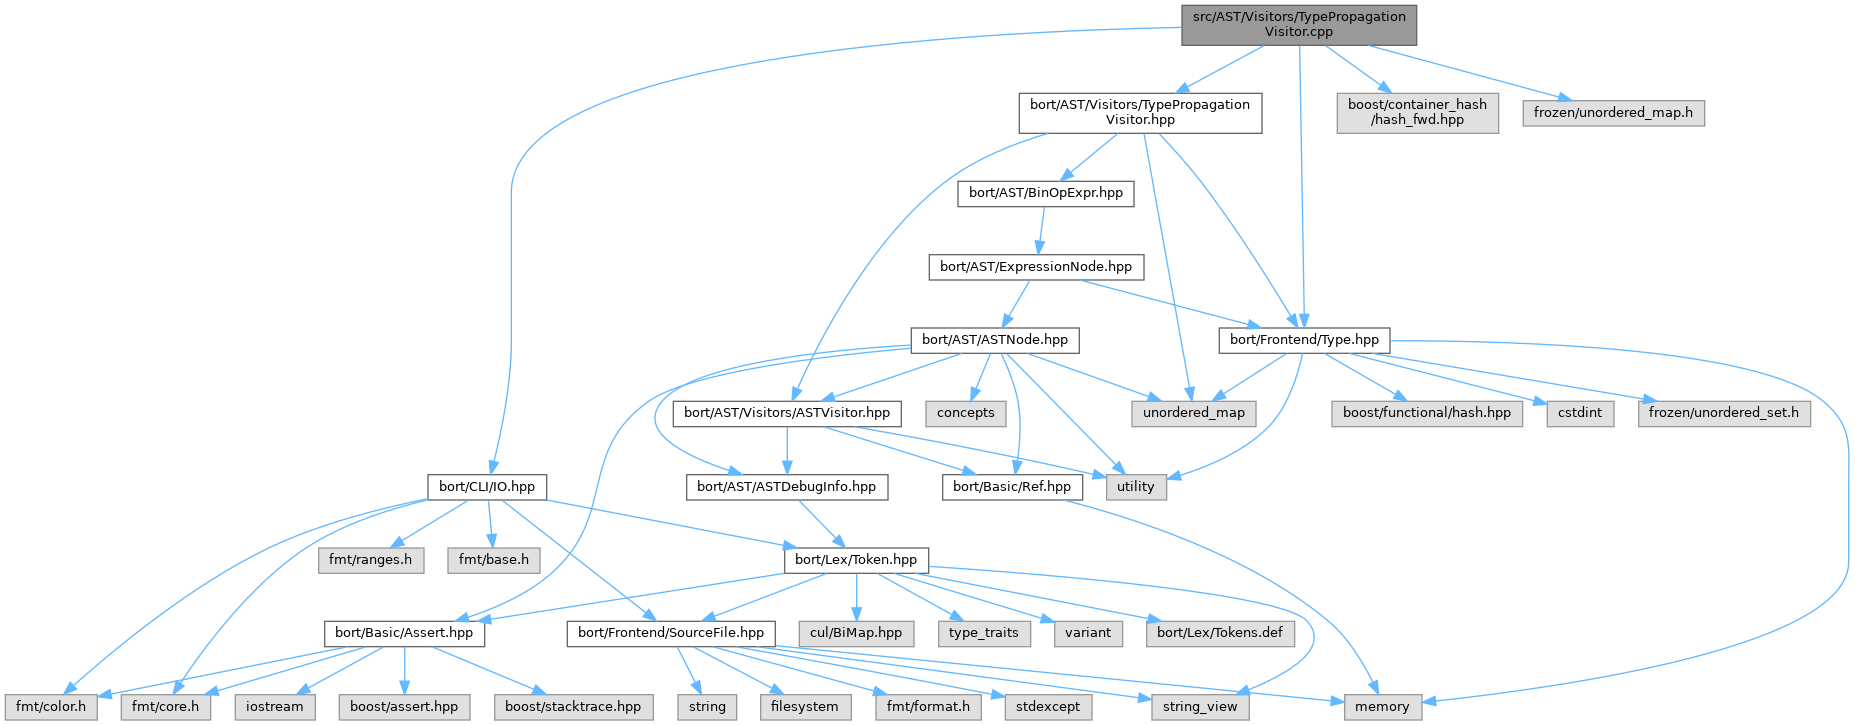 src/AST/Visitors/TypePropagation
Visitor.cpp
bort/AST/Visitors/TypePropagation
Visitor.hpp
boost/container_hash
/hash_fwd.hpp
frozen/unordered_map.h
bort/AST/BinOpExpr.hpp
bort/AST/ExpressionNode.hpp
bort/AST/ASTNode.hpp
bort/Frontend/Type.hpp
bort/AST/Visitors/ASTVisitor.hpp
concepts
unordered_map
boost/functional/hash.hpp
cstdint
frozen/unordered_set.h
bort/CLI/IO.hpp
bort/AST/ASTDebugInfo.hpp
bort/Basic/Ref.hpp
utility
fmt/ranges.h
fmt/base.h
bort/Lex/Token.hpp
bort/Basic/Assert.hpp
bort/Frontend/SourceFile.hpp
cul/BiMap.hpp
type_traits
variant
bort/Lex/Tokens.def
fmt/color.h
fmt/core.h
iostream
boost/assert.hpp
boost/stacktrace.hpp
string
filesystem
fmt/format.h
stdexcept
string_view
memory